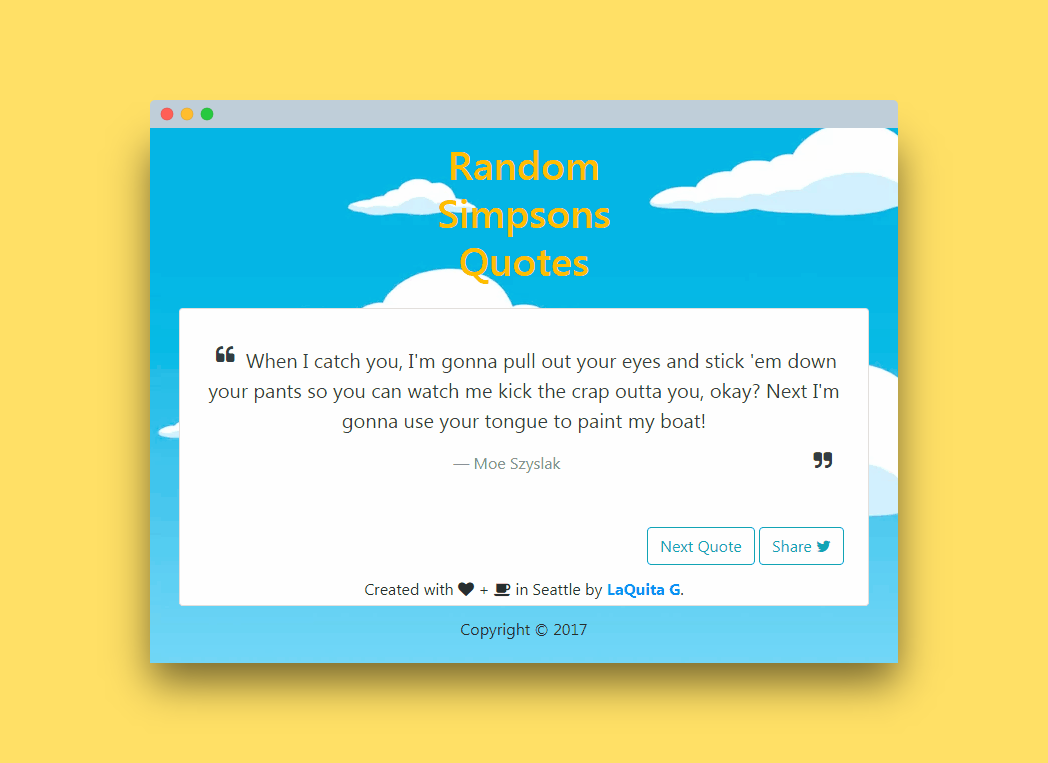 Random
Simpsons
Quotes
“ When I catch you, I'm gonna pull out your eyes and stick 'em down
your pants so you can watch me kick the crap outta you, okay? Next I'm
gonna use your tongue to paint my boat!
— Moe Szyslak ”
Next Quote Share
Created with ♥ + ☕ in Seattle by LaQuita G.
Copyright © 2017